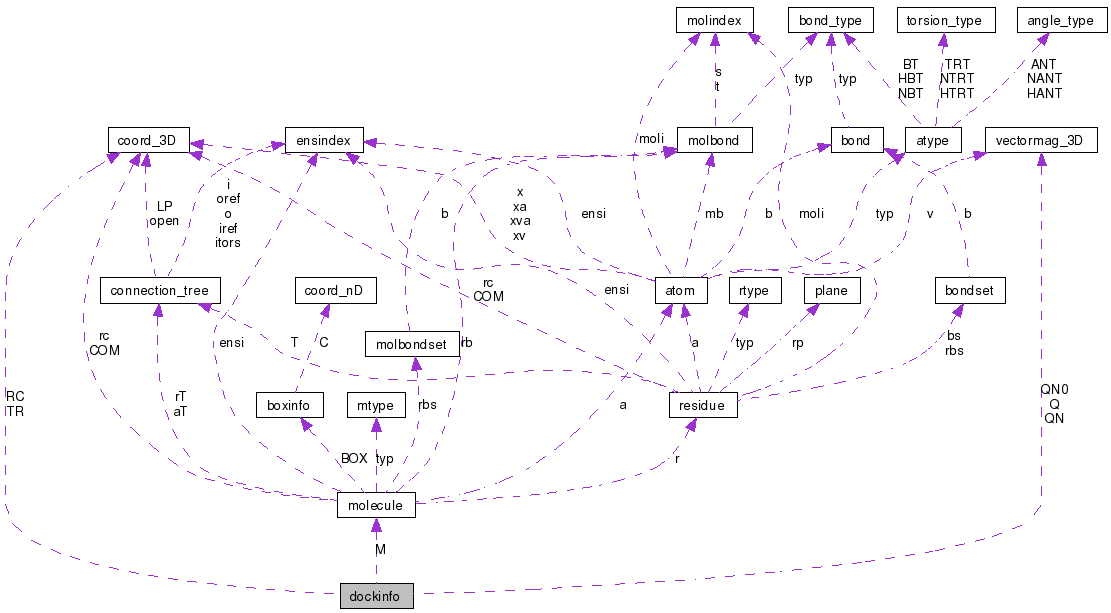 molindex
bond_type
torsion_type
angle_type
s
t
typ
typ
BT
HBT
NBT
TRT
NTRT
HTRT
ANT
NANT
HANT
coord_3D
ensindex
moli
molbond
bond
atype
vectormag_3D
LP
open
i
oref
o
iref
itors
b
x
xa
xva
xv
ensi
mb
b
moli
typ
v
b
connection_tree
coord_nD
rc
COM
ensi
atom
rtype
plane
bondset
rc
COM
ensi
T
C
molbondset
rb
a
typ
rp
bs
rbs
RC
TR
rT
aT
boxinfo
mtype
rbs
a
residue
QN0
Q
QN
BOX
typ
r
molecule
M
dockinfo